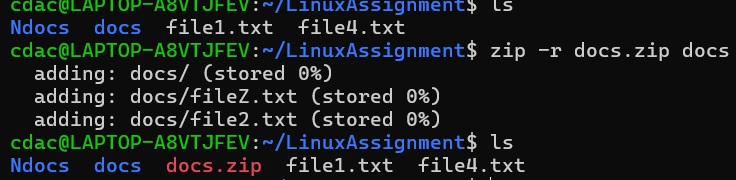 cdac@LAPTOP-A8VTJFEV:~/LinuxAssignment$ ls
Ndocs  docs  file1.txt  file4.txt
cdac@LAPTOP-A8VTJFEV:~/LinuxAssignment$ zip -r docs.zip docs
  adding: docs/ (stored 0%)
  adding: docs/fileZ.txt (stored 0%)
  adding: docs/file2.txt (stored 0%)
cdac@LAPTOP-A8VTJFEV:~/LinuxAssignment$ ls
Ndocs  docs  docs.zip  file1.txt  file4.txt